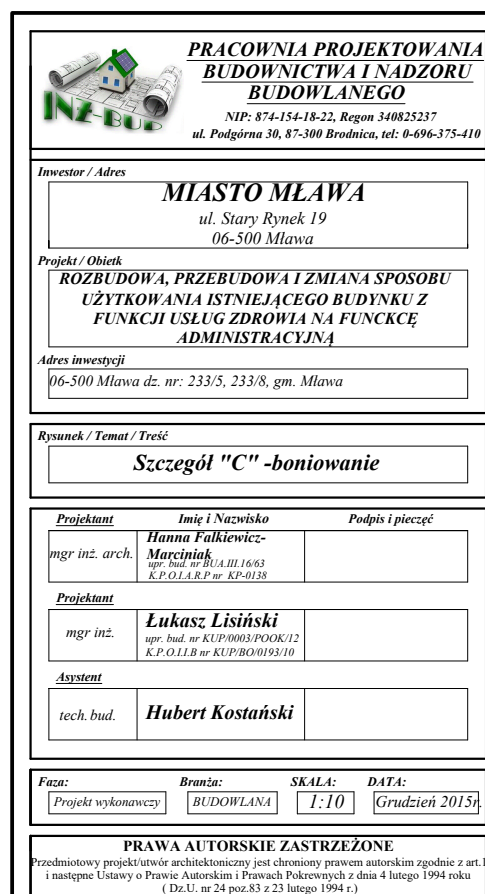 INŻ-BUD
PRACOWNIA PROJEKTOWANIA
BUDOWNICTWA I NADZORU
BUDOWLANEGO
NIP: 874-154-18-22, Regon 340825237
ul. Podgórna 30, 87-300 Brodnica, tel: 0-696-375-410
Inwestor / Adres
MIASTO MŁAWA
ul. Stary Rynek 19
06-500 Mława
Projekt / Obietk
ROZBUDOWA, PRZEBUDOWA I ZMIANA SPOSOBU
UŻYTKOWANIA ISTNIEJĄCEGO BUDYNKU Z
FUNKCJI USŁUG ZDROWIA NA FUNCKCĘ
ADMINISTRACYJNĄ
Adres inwestycji
06-500 Mława dz. nr: 233/5, 233/8, gm. Mława
Rysunek / Temat / Treść
Szczegół "C" -boniowanie
Projektant Imię i Nazwisko Podpis i pieczęć
mgr inż. arch.
Hanna Falkiewicz-
Marciniak
upr. bud. nr BUA.III.16/63
K.P.O.I.A.R.P nr KP-0138
Projektant
mgr inż.
Łukasz Lisiński
upr. bud. nr KUP/0003/POOK/12
K.P.O.I.I.B nr KUP/BO/0193/10
Asystent
tech. bud. Hubert Kostański
Faza: Branża: SKALA: DATA:
Projekt wykonawczy BUDOWLANA 1:10 Grudzień 2015r.
PRAWA AUTORSKIE ZASTRZEŻONE
Przedmiotowy projekt/utwór architektoniczny jest chroniony prawem autorskim zgodnie z art.
i następne Ustawy o Prawie Autorskim i Prawach Pokrewnych z dnia 4 lutego 1994 roku
( Dz.U. nr 24 poz.83 z 23 lutego 1994 r.)